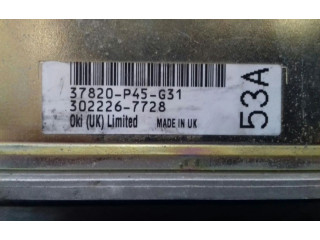 37820-P45-G31
302226-7728
Oki (UK) Limited MADE IN UK
53A